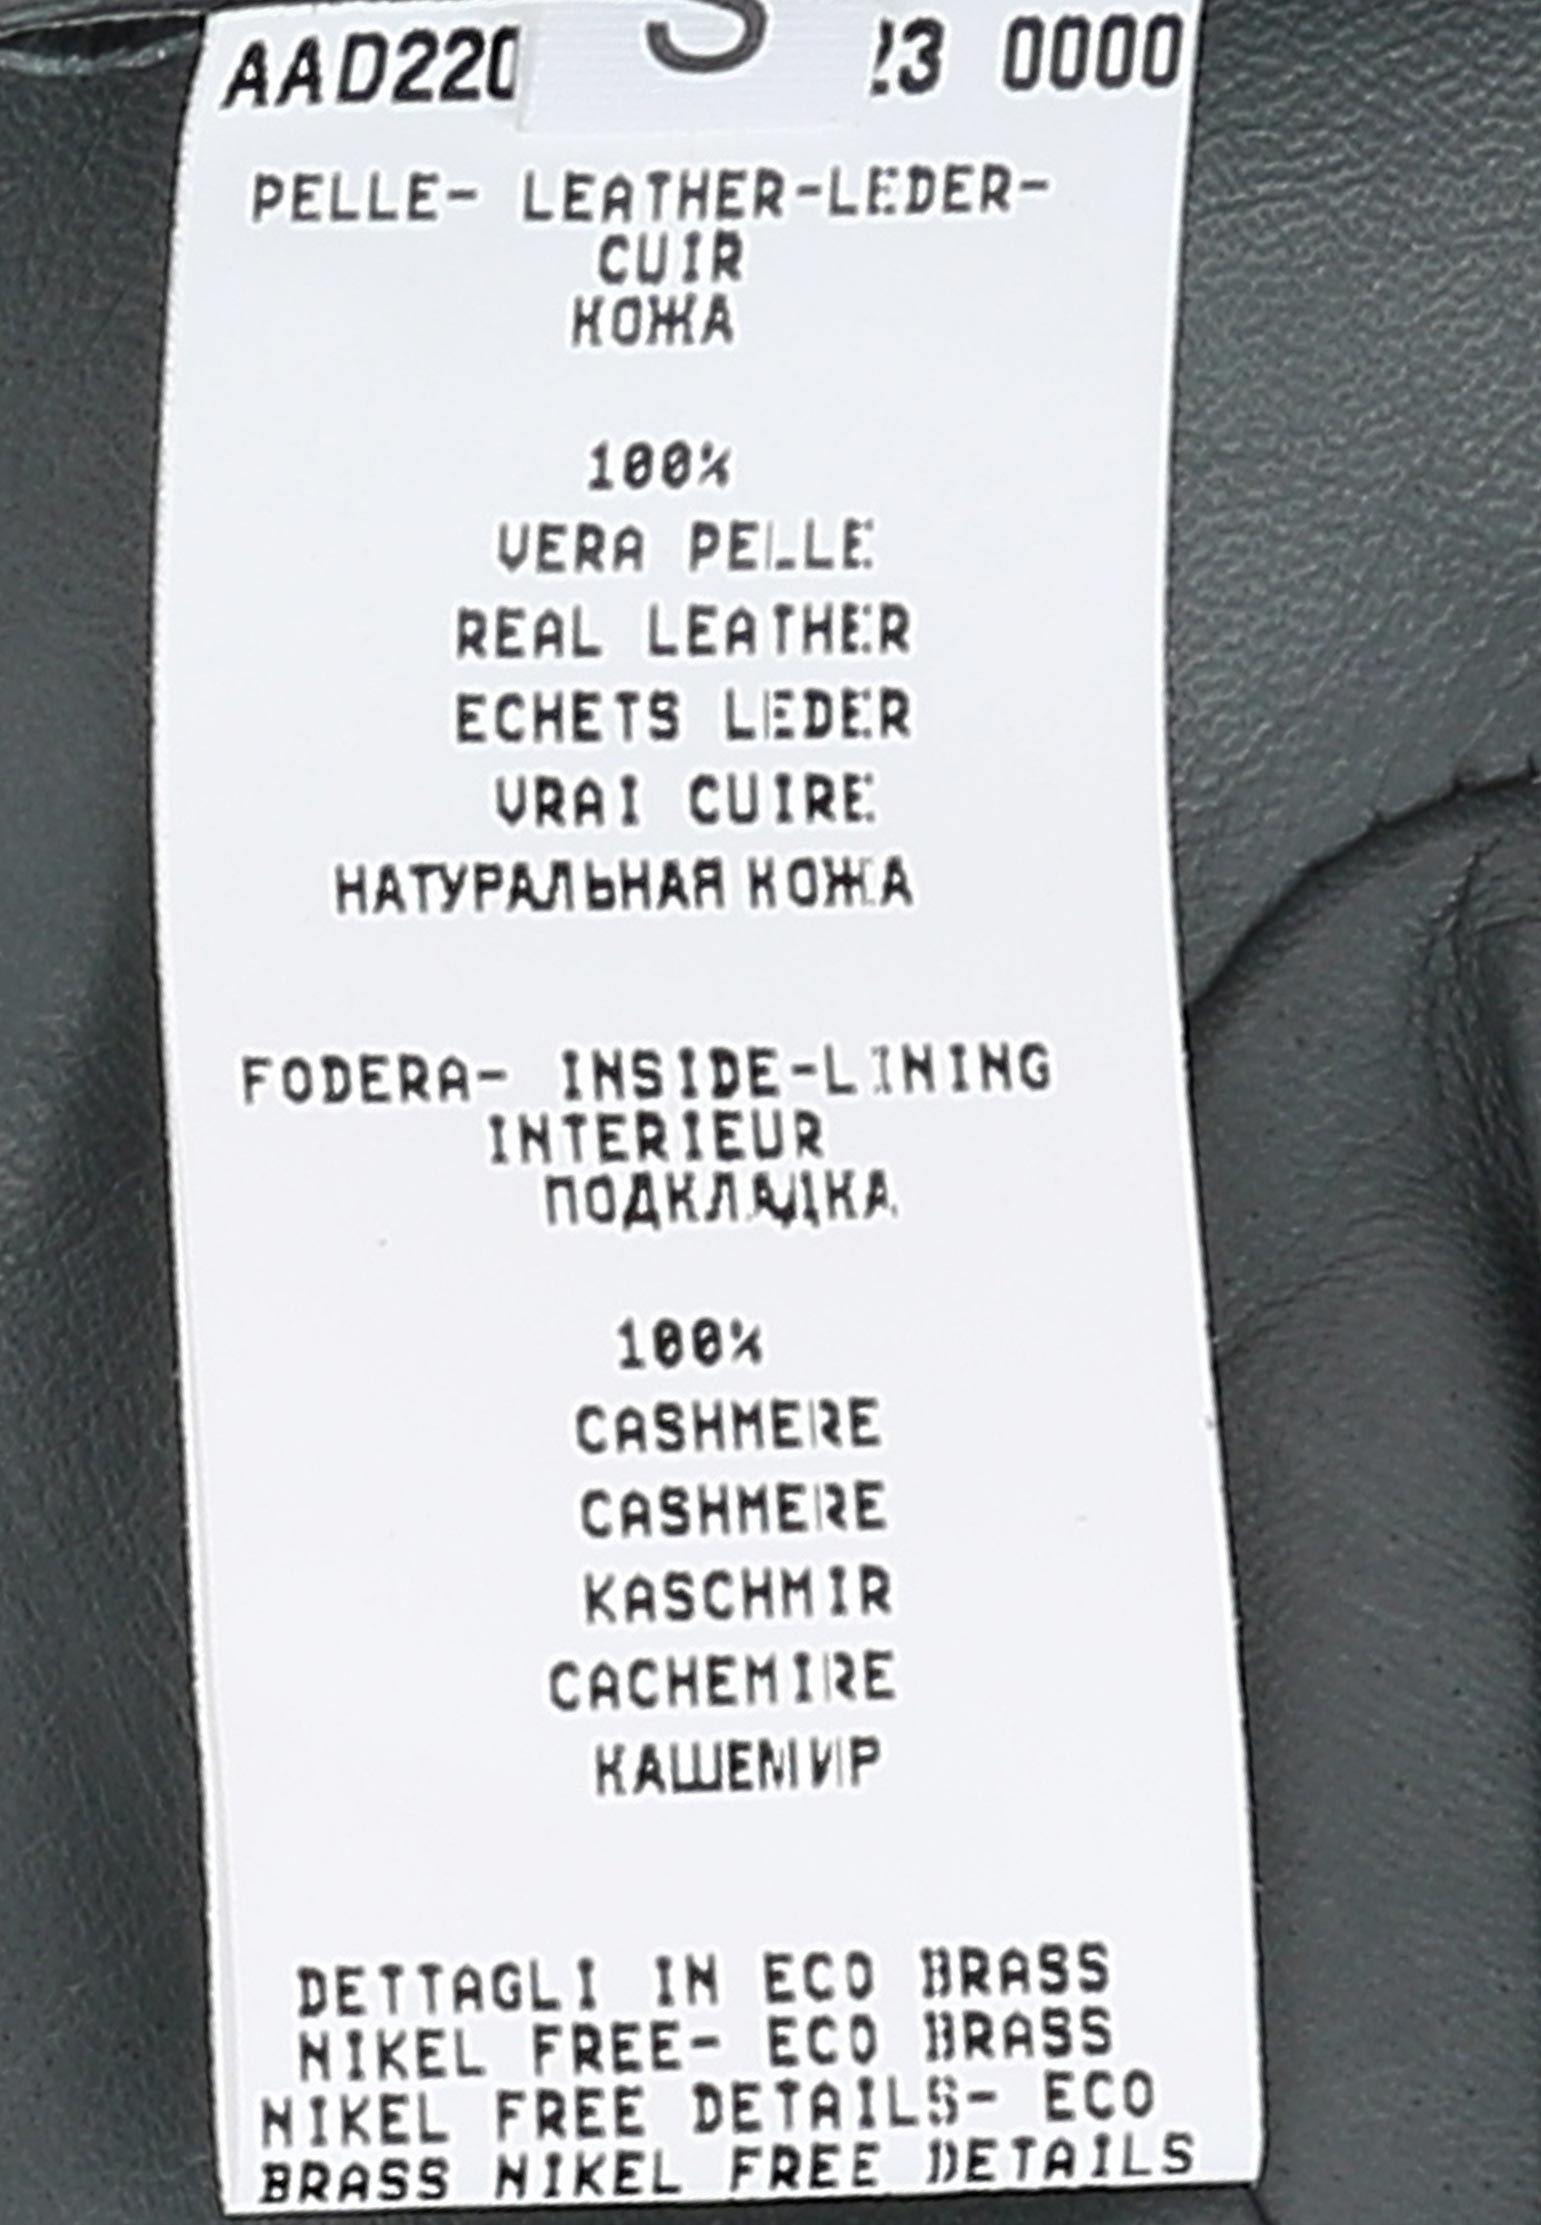 AAD220 S 23 0000
PELLE- LEATHER-LEDER-
CUIR
КОЖА
100%
VERA PELLE
REAL LEATHER
ECHETS LEDER
VRAI CUIRE
НАТУРАЛЬНАЯ КОЖА
FODERA- INSIDE-LINING
INTERIEUR
ПОДКЛАДКА
100%
CASHMERE
CASHMERE
KASCHMIR
CACHEMIRE
КАШЕМИР
DETTAGLI IN ECO BRASS
NIKEL FREE- ECO BRASS
NIKEL FREE DETAILS- ECO
BRASS NIKEL FREE DETAILS